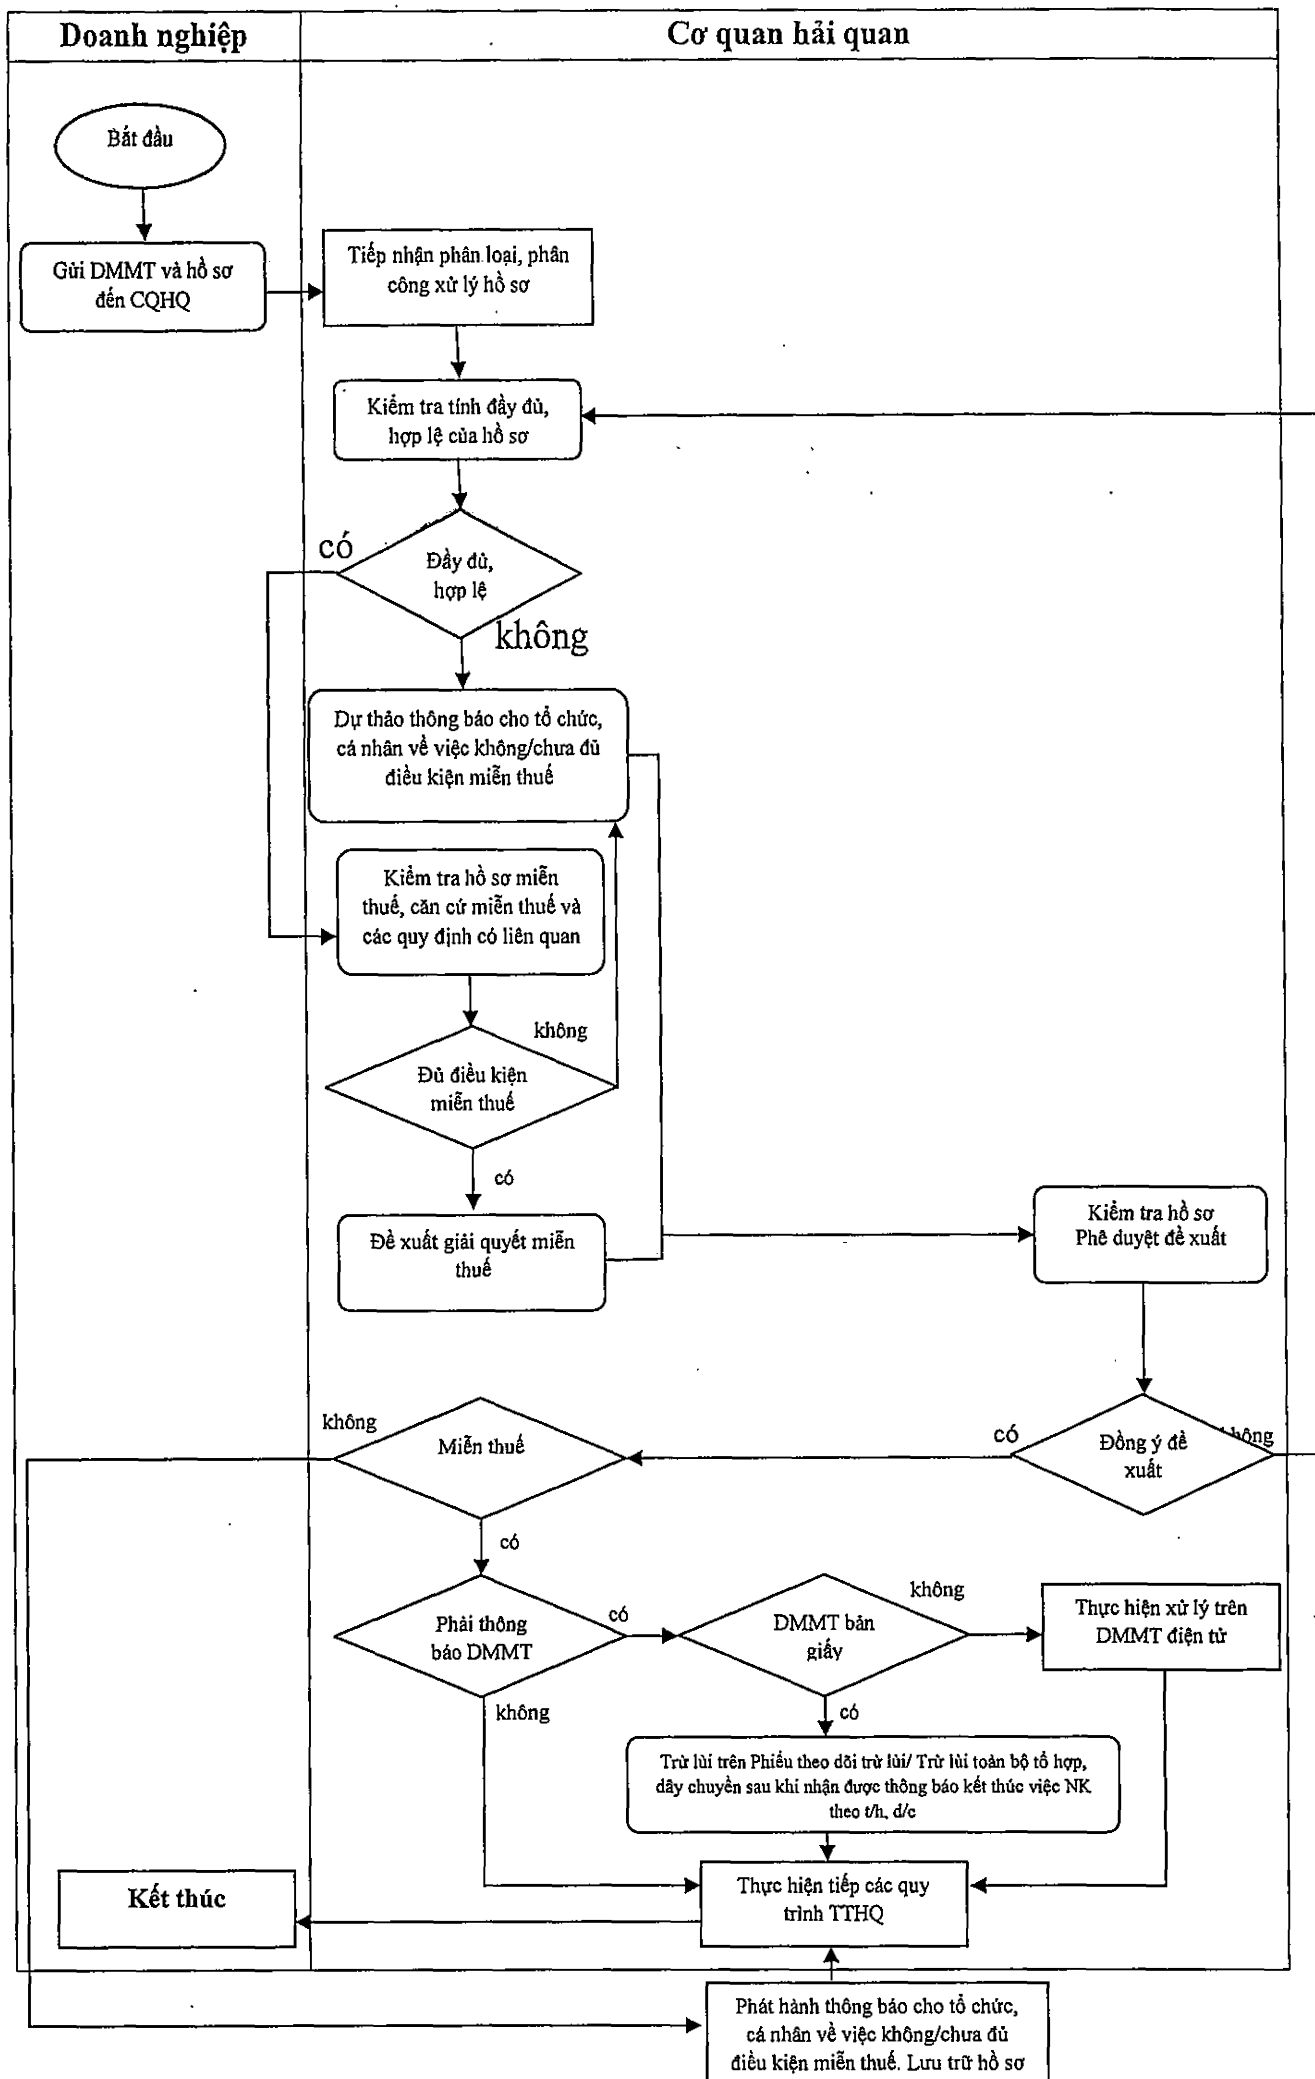 Doanh nghiệp
Cơ quan hải quan
Bắt đầu
Gửi DMMT và hồ sơ
đến CQHQ
Tiếp nhận phân loại, phân
công xử lý hồ sơ
Kiểm tra tính đầy đủ,
hợp lệ của hồ sơ
có
Đầy đủ,
hợp lệ
không
Dự thảo thông báo cho tổ chức,
cá nhân về việc không/chưa đủ
điều kiện miễn thuế
Kiểm tra hồ sơ miễn
thuế, căn cứ miễn thuế và
các quy định có liên quan
không
Đủ điều kiện
miễn thuế
có
Đề xuất giải quyết miễn
thuế
Kiểm tra hồ sơ
Phê duyệt đề xuất
không
Miễn thuế
có
Đồng ý đề
xuất
không
có
Phải thông
báo DMMT
có
không
DMMT bản
giấy
không
có
Thực hiện xử lý trên
DMMT điện tử
Trừ lùi trên Phiếu theo dõi trừ lùi/ Trừ lùi toàn bộ tổ hợp,
dây chuyền sau khi nhận được thông báo kết thúc việc NK
theo t/h, d/c
Kết thúc
Thực hiện tiếp các quy
trình TTHQ
Phát hành thông báo cho tổ chức,
cá nhân về việc không/chưa đủ
điều kiện miễn thuế. Lưu trữ hồ sơ